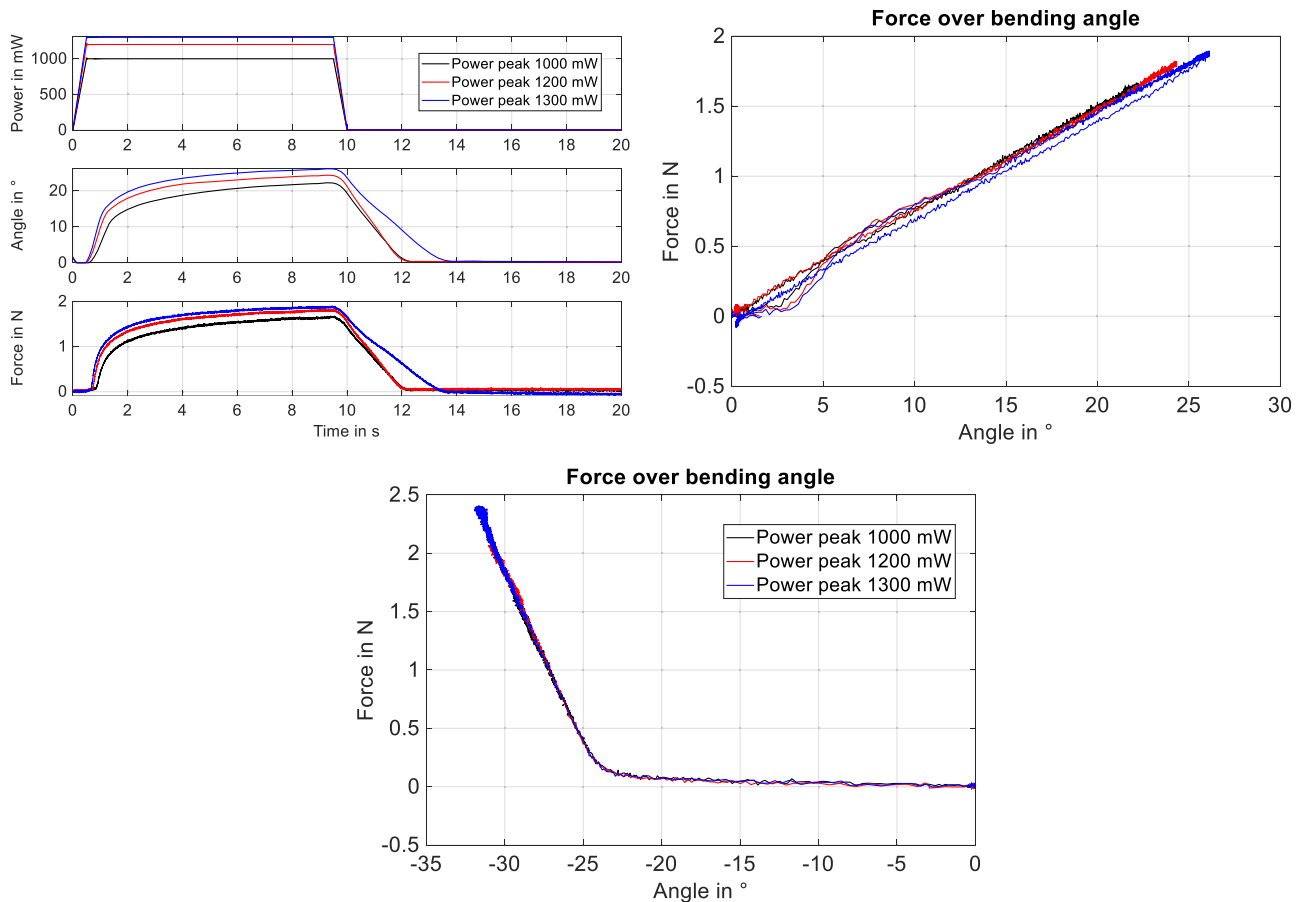 Power in mW
1000
500
0
0 2 4 6 8 10 12 14 16 18 20
Power peak 1000 mW
Power peak 1200 mW
Power peak 1300 mW
Angle in °
20
10
0
0 2 4 6 8 10 12 14 16 18 20
Force in N
2
1
0
0 2 4 6 8 10 12 14 16 18 20
Time in s
Force over bending angle
Force in N
2
1.5
1
0.5
0
-0.5
0 5 10 15 20 25 30
Angle in °
Force over bending angle
Force in N
2.5
2
1.5
1
0.5
0
-0.5
Power peak 1000 mW
Power peak 1200 mW
Power peak 1300 mW
-35 -30 -25 -20 -15 -10 -5 0
Angle in °